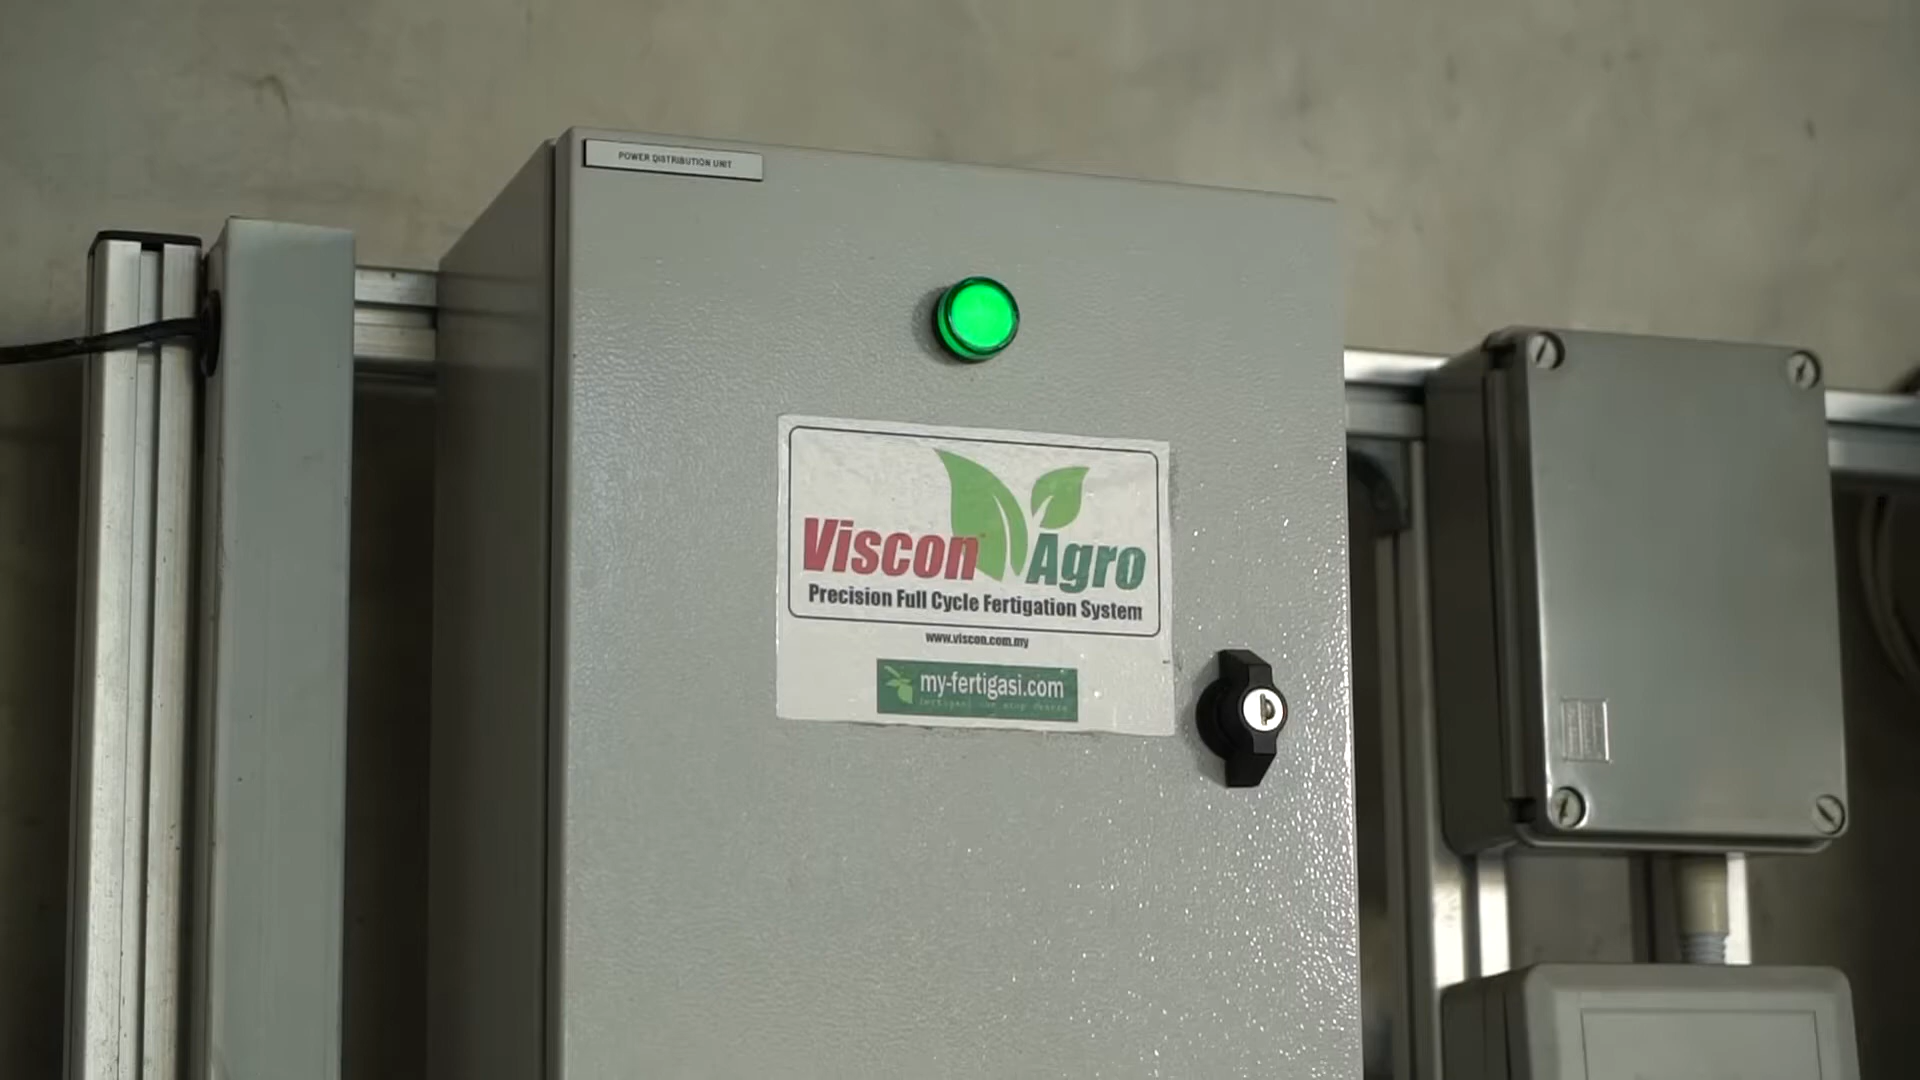 POWER DISTRIBUTION UNIT
Viscon Agro
Precision Full Cycle Fertigation System
www.viscon.com.my
my-fertigasi.com